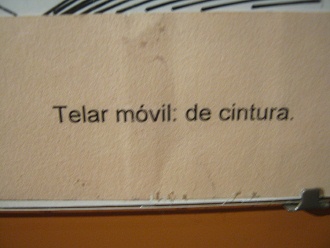 Telar móvil: de cintura.